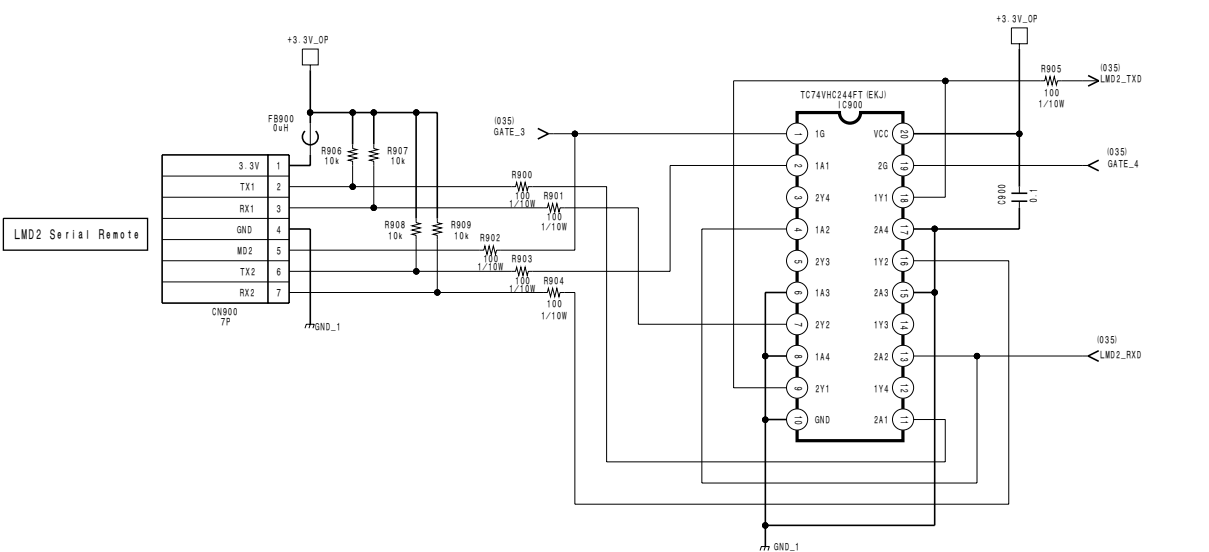 +3.3V_OP
+3.3V_OP
(035)
LMD2_TXD
R905
100
1/10W
TC74VHC244FT(EKJ)
IC900
FB900
0uH
(035)
GATE_3
R906
10k
R907
10k
1 1G VCC 20
2 1A1 2G 19
(035)
GATE_4
3 2Y4 1Y1 18
4 1A2 2A4 17
5 2Y3 1Y2 16
6 1A3 2A3 15
7 2Y2 1Y3 14
8 1A4 2A2 13
9 2Y1 1Y4 12
10 GND 2A1 11
C900
0.1
(035)
LMD2_RXD
3.3V 1
TX1 2
RX1 3
GND 4
MD2 5
TX2 6
RX2 7
CN900
7P
LMD2 Serial Remote
R900
100
1/10W
R901
100
1/10W
R908
10k
R909
10k
R902
100
1/10W
R903
100
1/10W
R904
100
1/10W
GND_1
GND_1